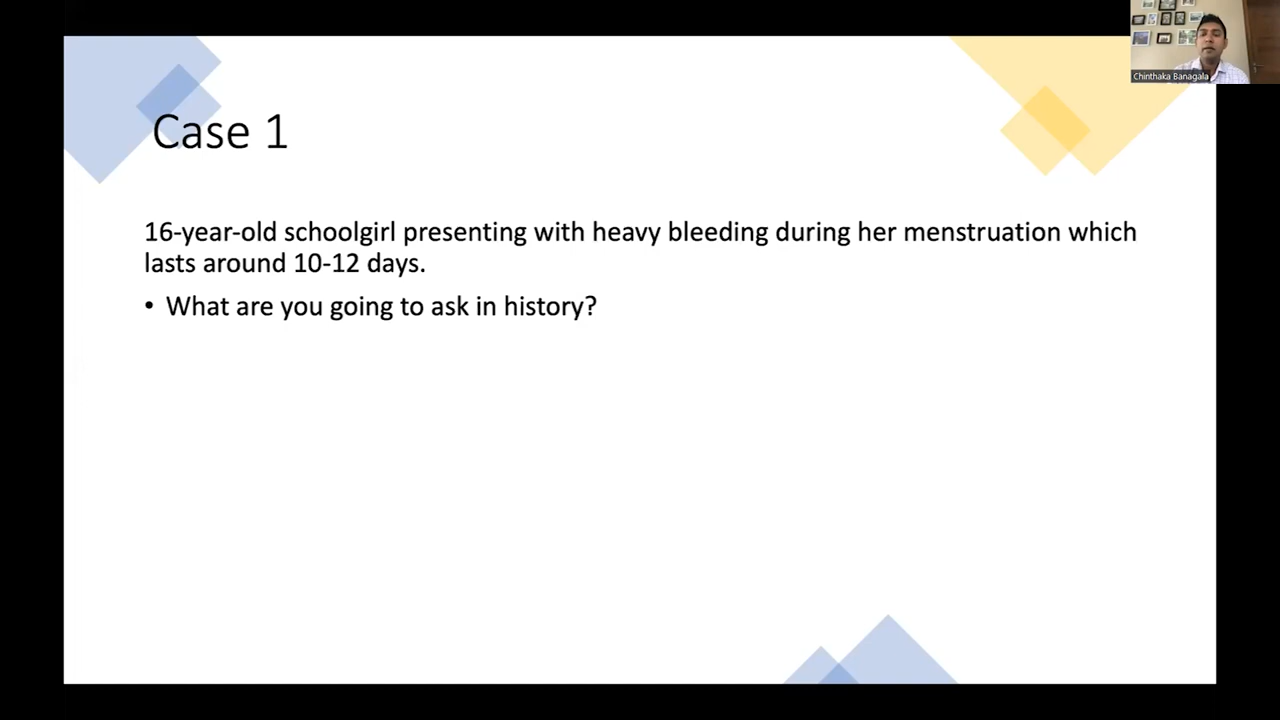 Chinthaka Banagala
Case 1
16-year-old schoolgirl presenting with heavy bleeding during her menstruation which
lasts around 10-12 days.
• What are you going to ask in history?